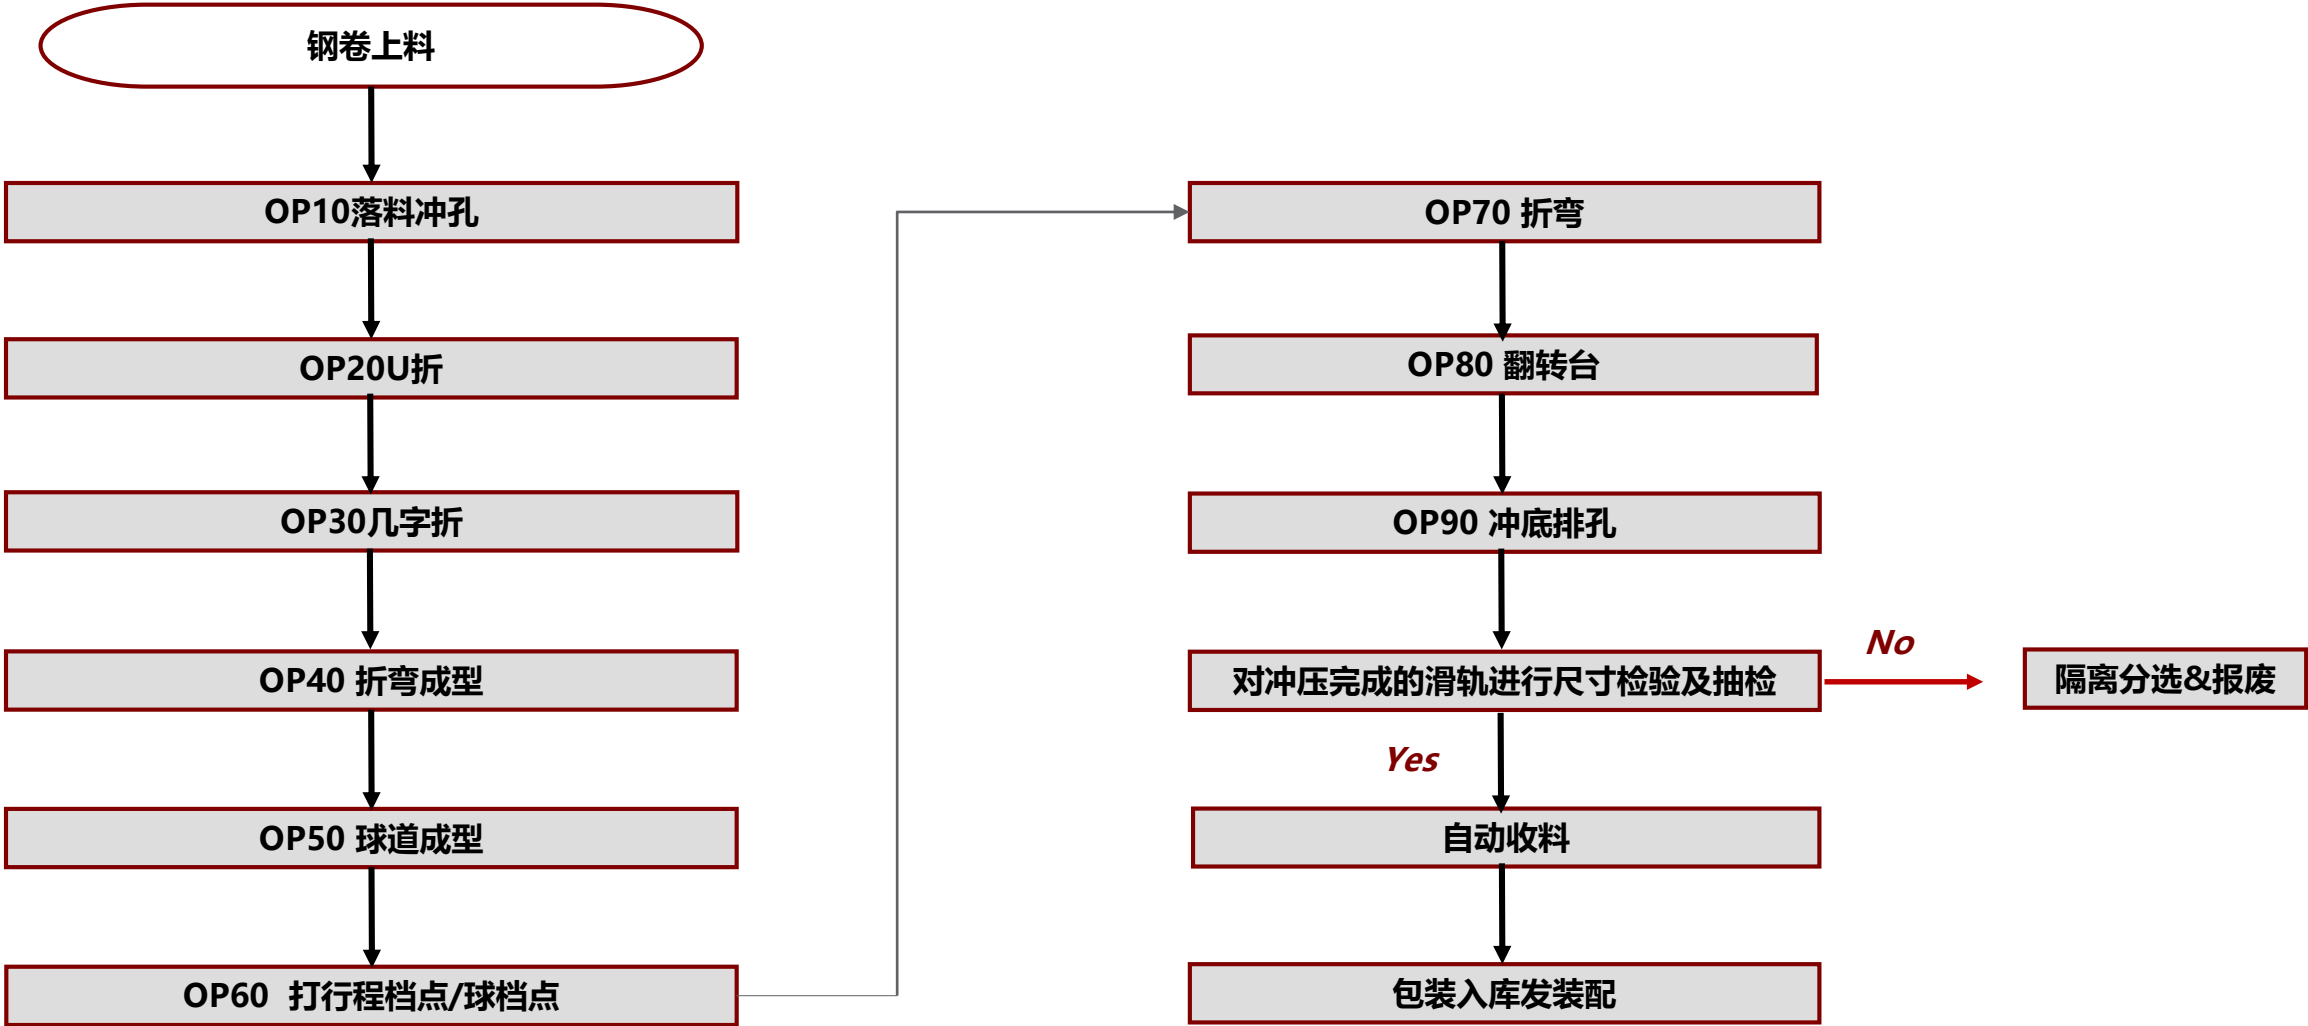 钢卷上料
OP10落料冲孔
OP20U折
OP30几字折
OP40 折弯成型
OP50 球道成型
OP60 打行程档点/球档点
OP70 折弯
OP80 翻转台
OP90 冲底排孔
对冲压完成的滑轨进行尺寸检验及抽检
No
隔离分选&报废
Yes
自动收料
包装入库发装配